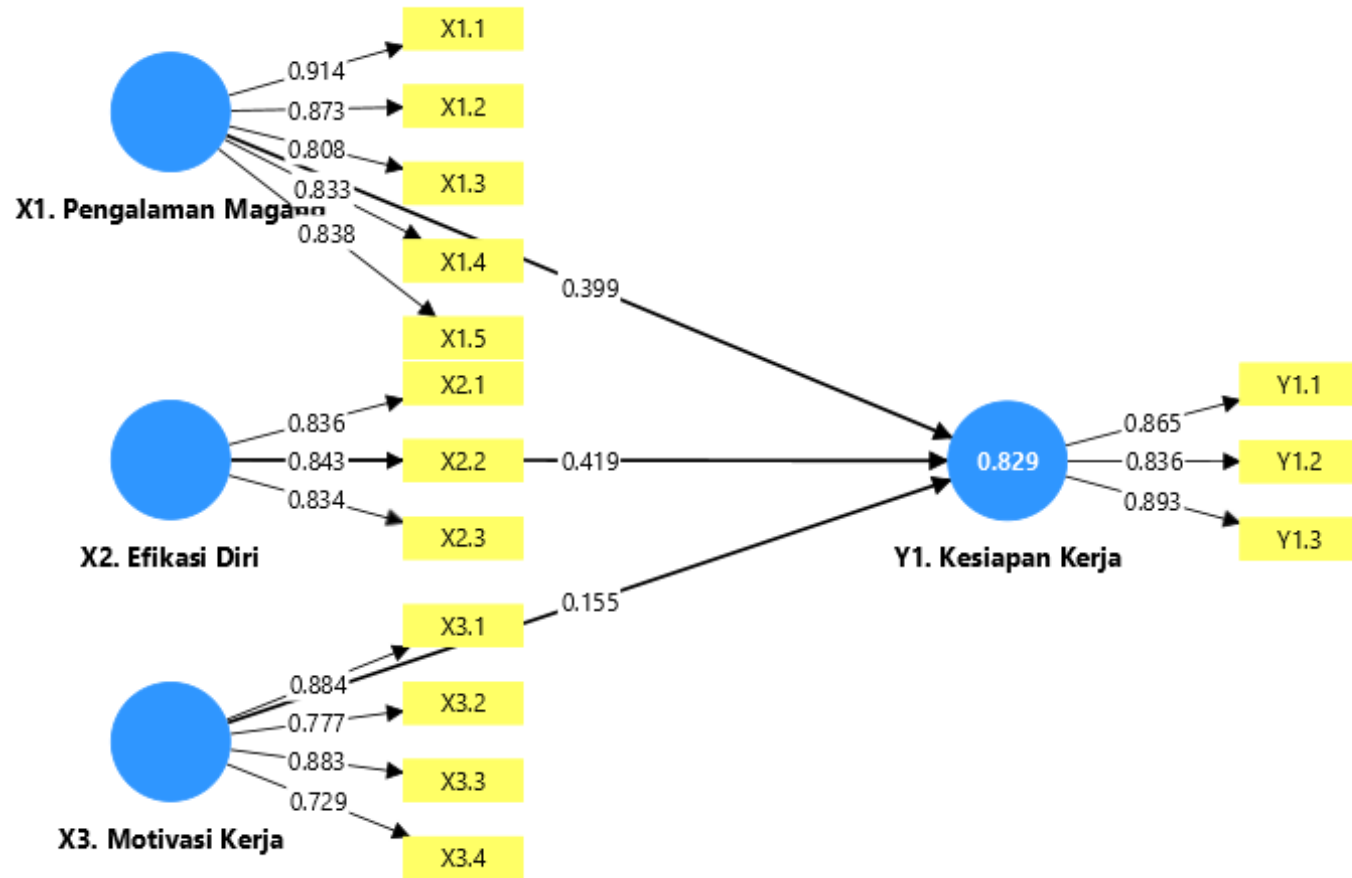 X1.1
0.914
X1.2
0.873
0.808
X1.3
0.833
X1. Pengalaman Magang
0.838
X1.4
0.399
X1.5
X2.1
0.836
0.843
X2.2
0.419
0.834
X2.3
X2. Efikasi Diri
0.829
Y1. Kesiapan Kerja
Y1.1
0.865
Y1.2
0.836
0.893
Y1.3
0.155
X3.1
0.884
X3.2
0.777
0.883
X3.3
0.729
X3. Motivasi Kerja
X3.4